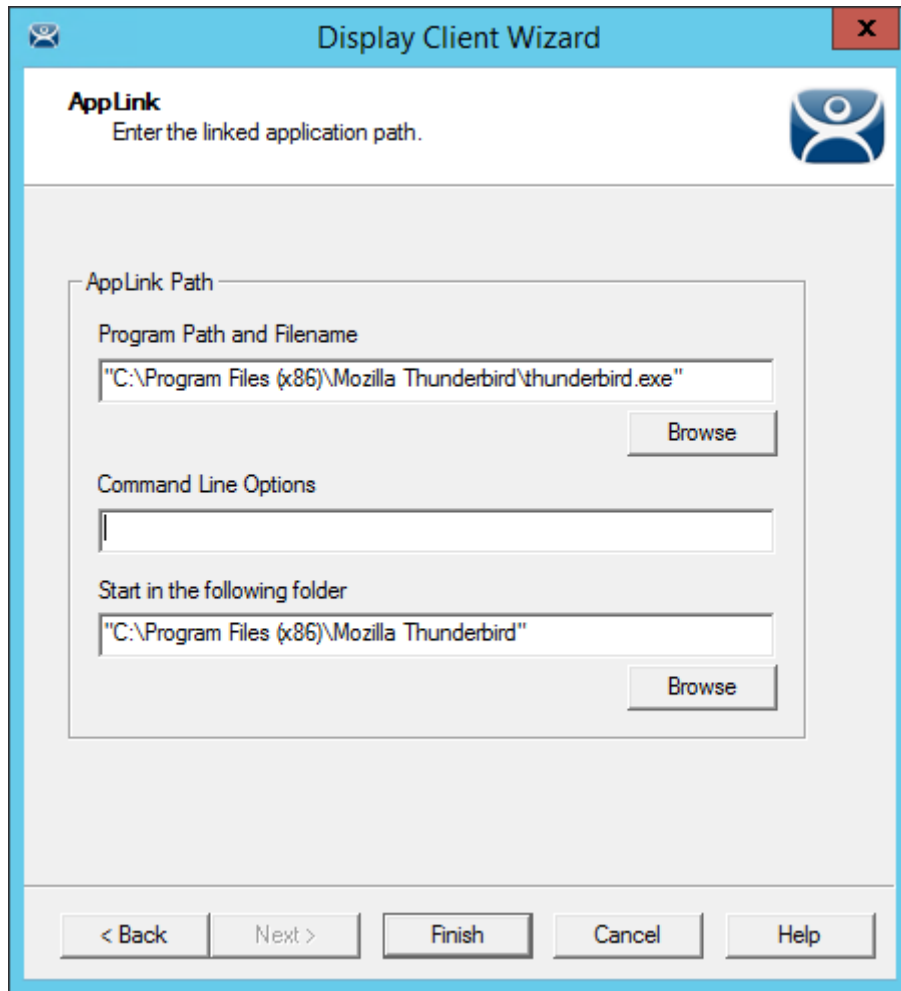 Display Client Wizard
x
AppLink
Enter the linked application path.
AppLink Path
Program Path and Filename
"C:\Program Files (x86)\Mozilla Thunderbird\thunderbird.exe"
Browse
Command Line Options
Start in the following folder
"C:\Program Files (x86)\Mozilla Thunderbird"
Browse
< Back Next > Finish Cancel Help